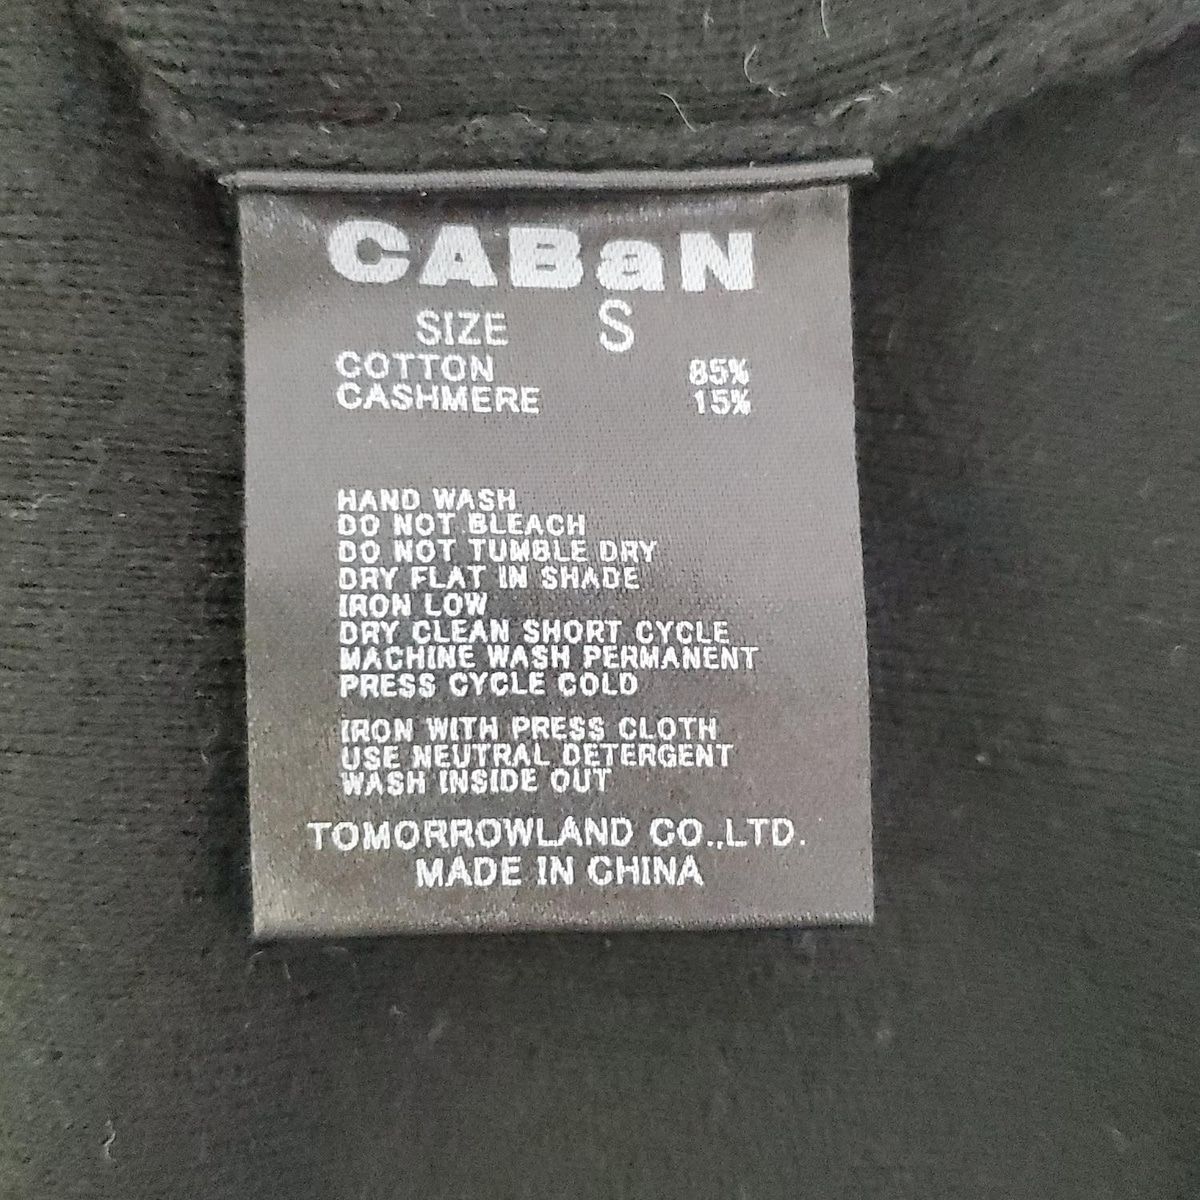 CABaN
SIZE S
COTTON 85%
CASHMERE 15%
HAND WASH
DO NOT BLEACH
DO NOT TUMBLE DRY
DRY FLAT IN SHADE
IRON LOW
DRY CLEAN SHORT CYCLE
MACHINE WASH PERMANENT
PRESS CYCLE COLD
IRON WITH PRESS CLOTH
USE NEUTRAL DETERGENT
WASH INSIDE OUT
TOMORROWLAND CO.,LTD.
MADE IN CHINA